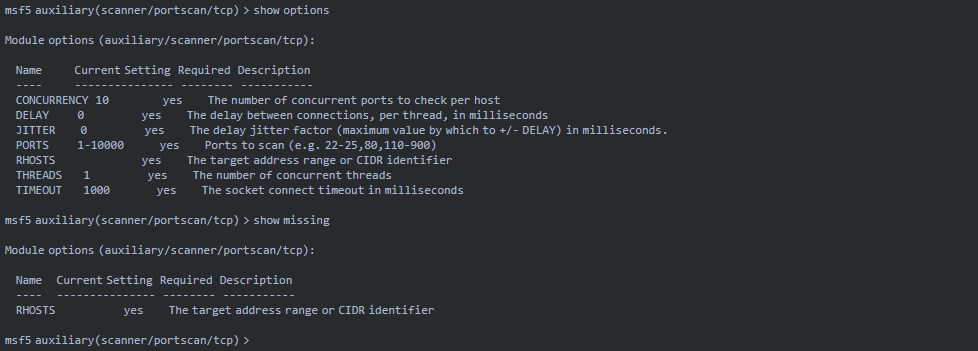 msf5 auxiliary(scanner/portscan/tcp) > show options
Module options (auxiliary/scanner/portscan/tcp):
Name Current Setting Required Description
---- --------------- -------- -----------
CONCURRENCY 10 yes The number of concurrent ports to check per host
DELAY 0 yes The delay between connections, per thread, in milliseconds
JITTER 0 yes The delay jitter factor (maximum value by which to +/- DELAY) in milliseconds.
PORTS 1-10000 yes Ports to scan (e.g. 22-25,80,110-900)
RHOSTS yes The target address range or CIDR identifier
THREADS 1 yes The number of concurrent threads
TIMEOUT 1000 yes The socket connect timeout in milliseconds
msf5 auxiliary(scanner/portscan/tcp) > show missing
Module options (auxiliary/scanner/portscan/tcp):
Name Current Setting Required Description
---- --------------- -------- -----------
RHOSTS yes The target address range or CIDR identifier
msf5 auxiliary(scanner/portscan/tcp) >